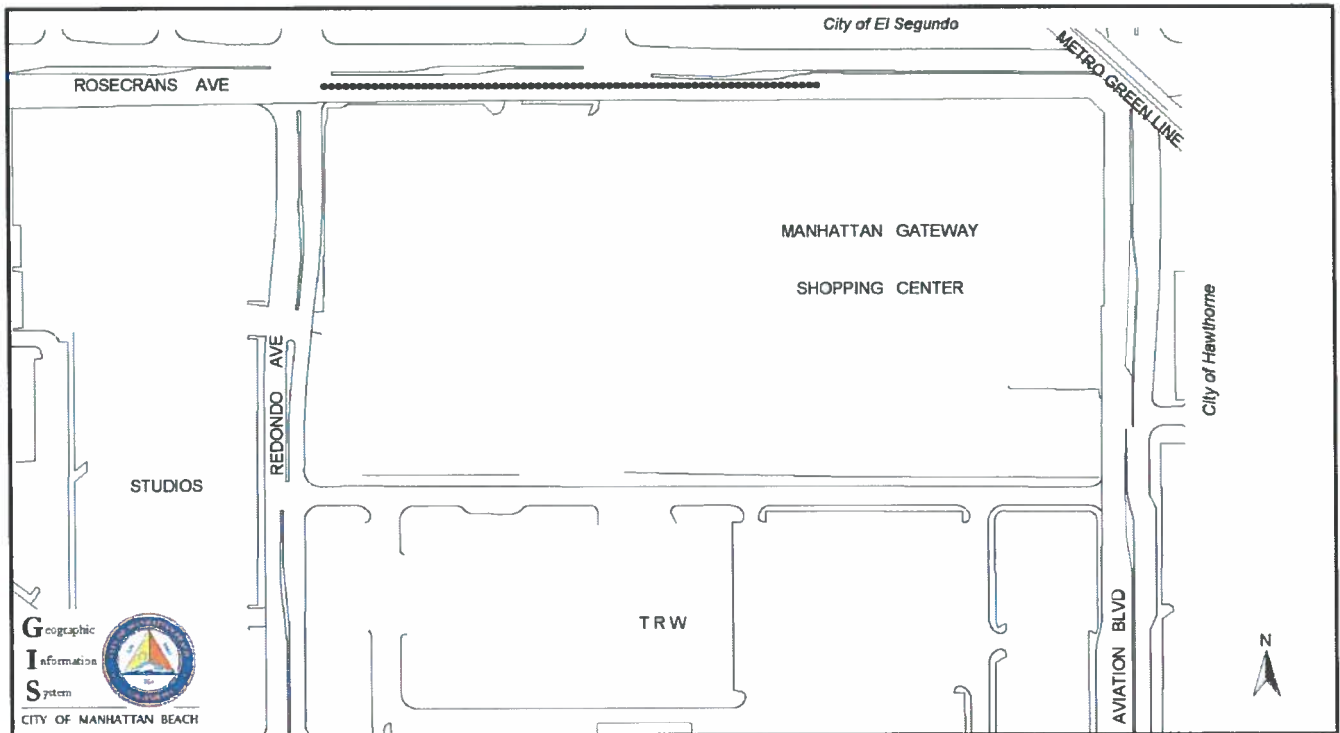 City of El Segundo
METRO GREEN LINE
ROSECRANS AVE
MANHATTAN GATEWAY
SHOPPING CENTER
City of Hawthorne
REDONDO AVE
STUDIOS
TRW
AVIATION BLVD
N
Geographic
Information
System
CITY OF MANHATTAN BEACH